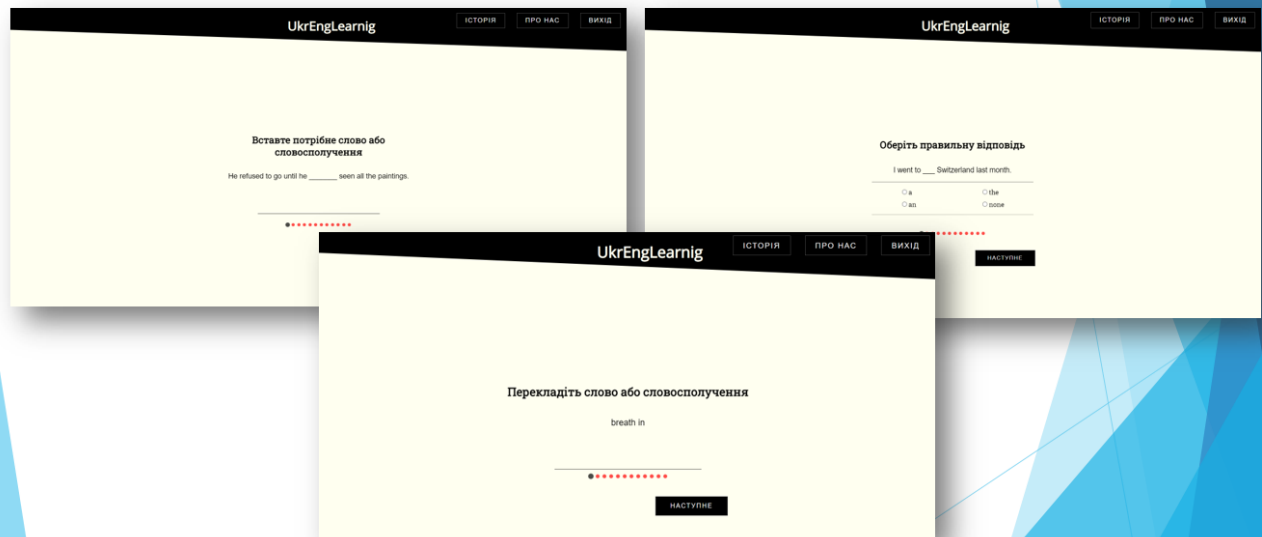 UkrEngLearnig
ІСТОРІЯ
ПРО НАС
ВИХІД
Вставте потрібне слово або
словосполучення
He refused to go until he _______ seen all the paintings.
UkrEngLearnig
ІСТОРІЯ
ПРО НАС
ВИХІД
Оберіть правильну відповідь
I went to ___ Switzerland last month.
a
the
an
none
НАСТУПНЕ
UkrEngLearnig
ІСТОРІЯ
ПРО НАС
ВИХІД
Перекладіть слово або словосполучення
breath in
НАСТУПНЕ